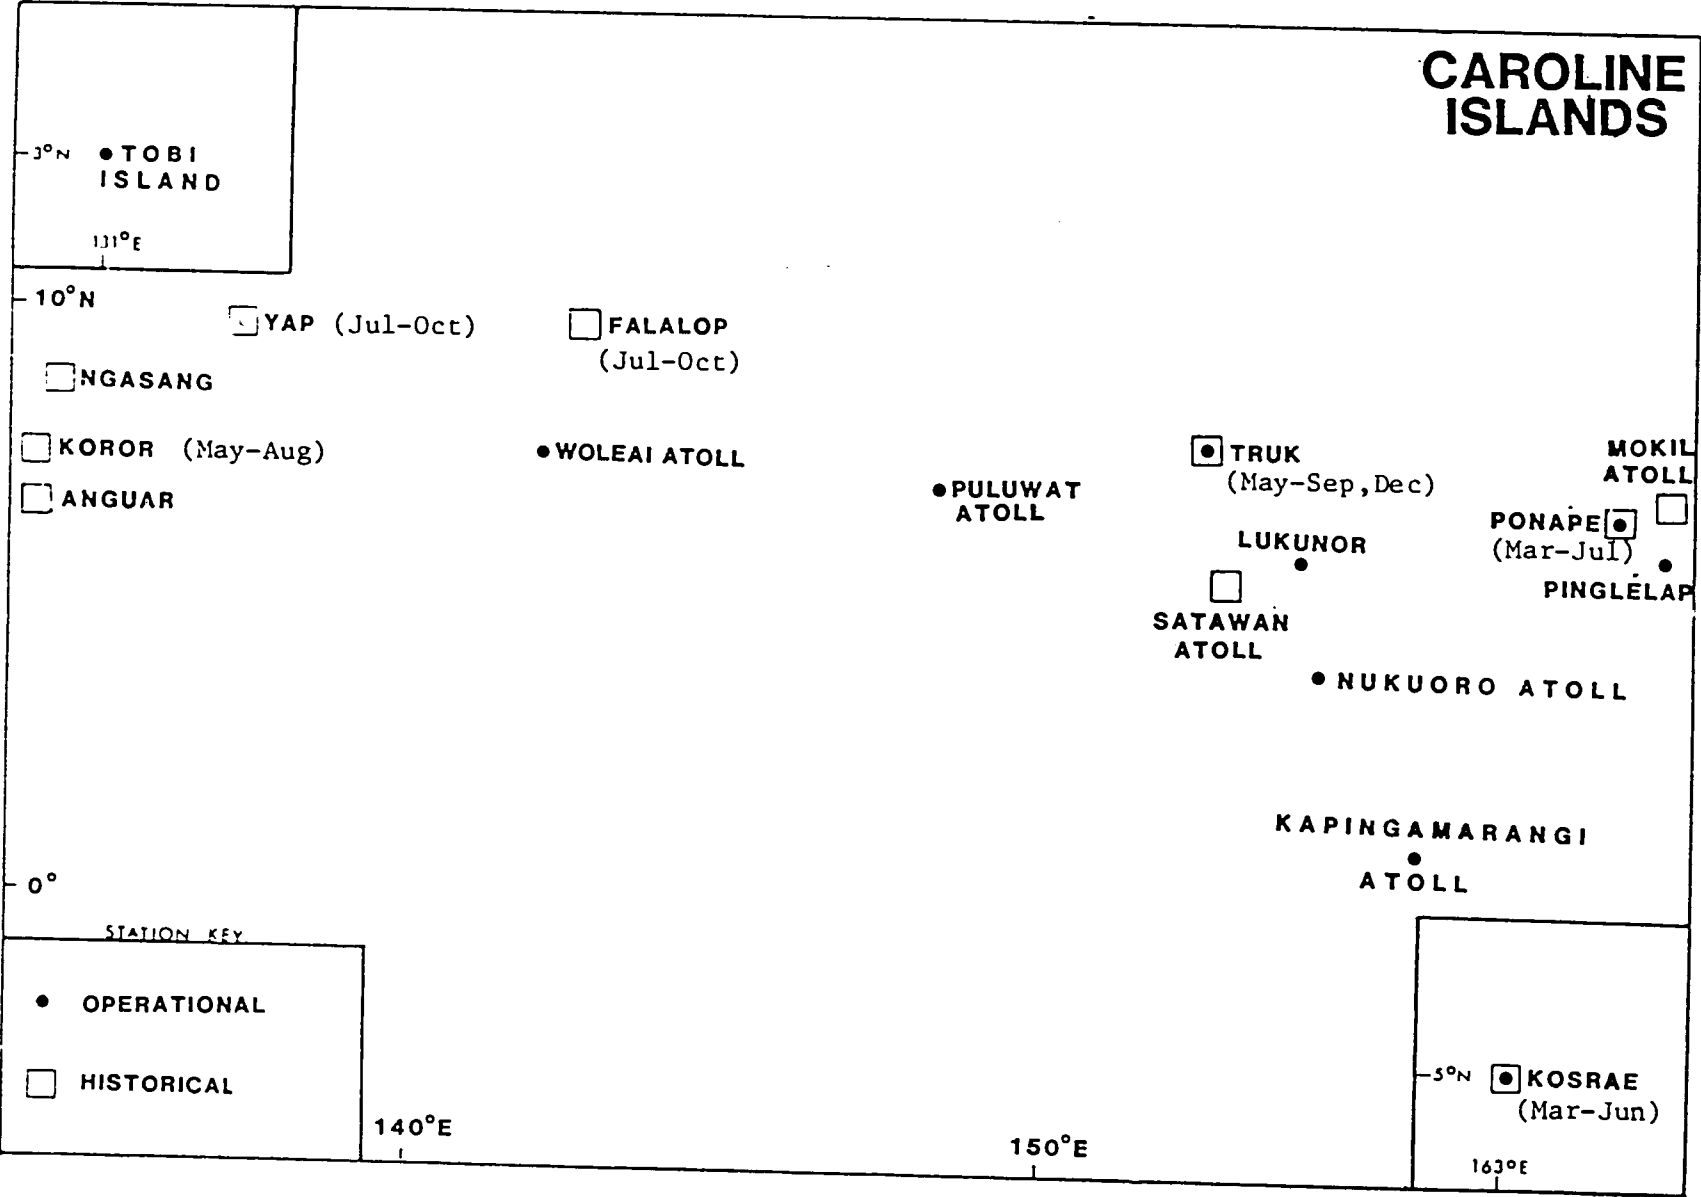 CAROLINE
ISLANDS
3°N
TOBI
ISLAND
131°E
10°N
YAP (Jul-Oct)
FALALOP
(Jul-Oct)
NGASANG
KOROR (May-Aug)
WOLEAI ATOLL
TRUK
(May-Sep,Dec)
MOKIL
ATOLL
ANGUAR
PULUWAT
ATOLL
PONAPE
(Mar-Jul)
LUKUNOR
PINGLELAP
SATAWAN
ATOLL
NUKUORO ATOLL
KAPINGAMARANGI
ATOLL
0°
STATION KEY
OPERATIONAL
HISTORICAL
140°E
150°E
5°N
KOSRAE
(Mar-Jun)
163°E